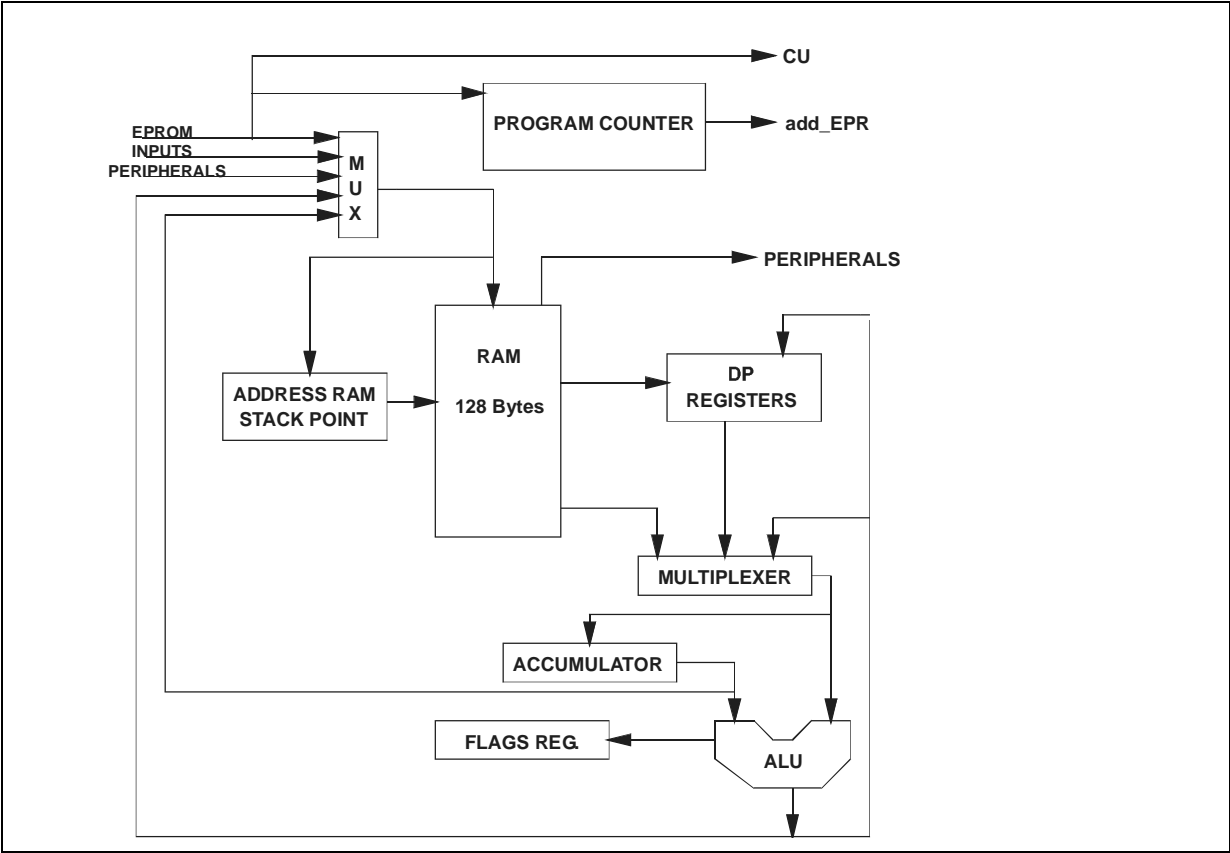 CU
PROGRAM COUNTER
add_EPR
EPROM
INPUTS
PERIPHERALS
M
U
X
PERIPHERALS
RAM
128 Bytes
DP
REGISTERS
ADDRESS RAM
STACK POINT
MULTIPLEXER
ACCUMULATOR
FLAGS REG.
ALU